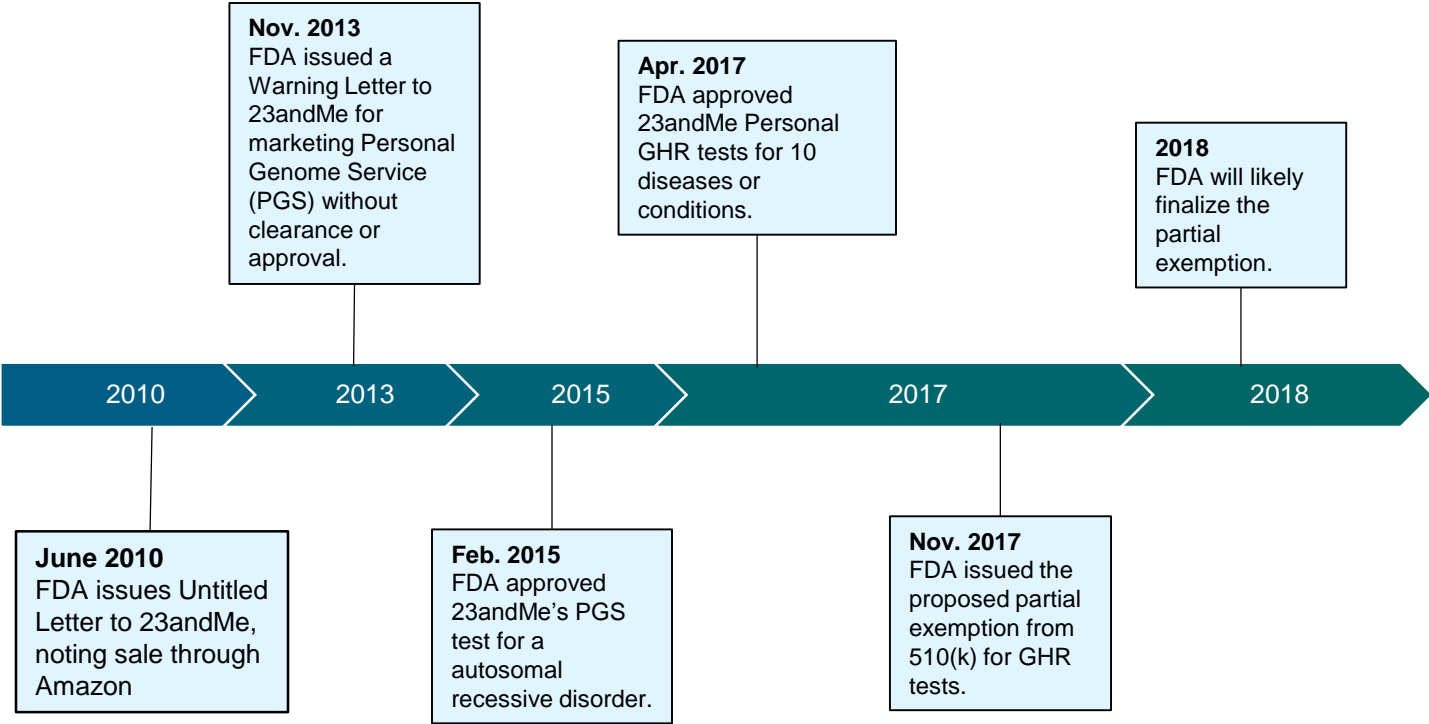 Nov. 2013
FDA issued a
Warning Letter to
23andMe for
marketing Personal
Genome Service
(PGS) without
clearance or
approval.
Apr. 2017
FDA approved
23andMe Personal
GHR tests for 10
diseases or
conditions.
2018
FDA will likely
finalize the
partial
exemption.
2010
2013
2015
2017
2018
June 2010
FDA issues Untitled
Letter to 23andMe,
noting sale through
Amazon
Feb. 2015
FDA approved
23andMe’s PGS
test for a
autosomal
recessive disorder.
Nov. 2017
FDA issued the
proposed partial
exemption from
510(k) for GHR
tests.